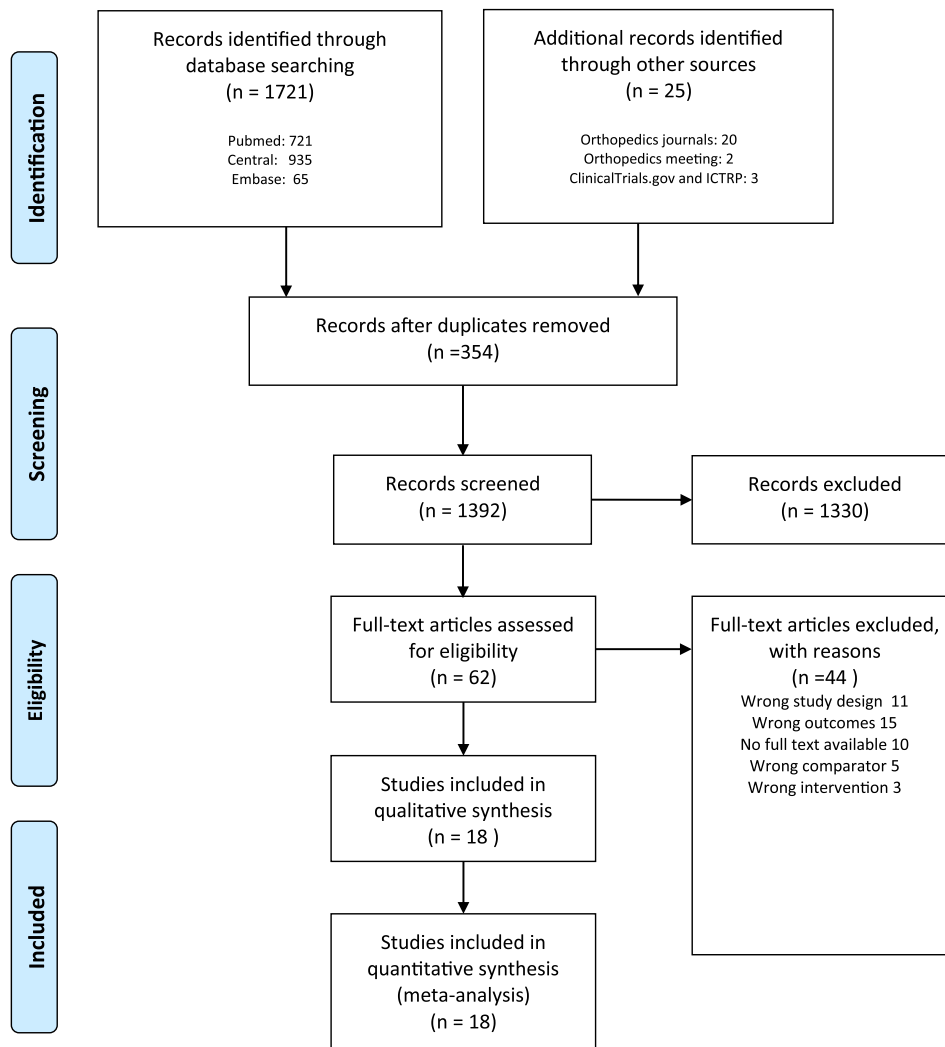 Identification
Records identified through
database searching
(n = 1721)
Pubmed: 721
Central: 935
Embase: 65
Additional records identified
through other sources
(n = 25)
Orthopedics journals: 20
Orthopedics meeting: 2
ClinicalTrials.gov and ICTRP: 3
Records after duplicates removed
(n =354)
Screening
Records screened
(n = 1392)
Records excluded
(n = 1330)
Eligibility
Full-text articles assessed
for eligibility
(n = 62)
Full-text articles excluded,
with reasons
(n =44 )
Wrong study design 11
Wrong outcomes 15
No full text available 10
Wrong comparator 5
Wrong intervention 3
Studies included in
qualitative synthesis
(n = 18 )
Included
Studies included in
quantitative synthesis
(meta-analysis)
(n = 18)